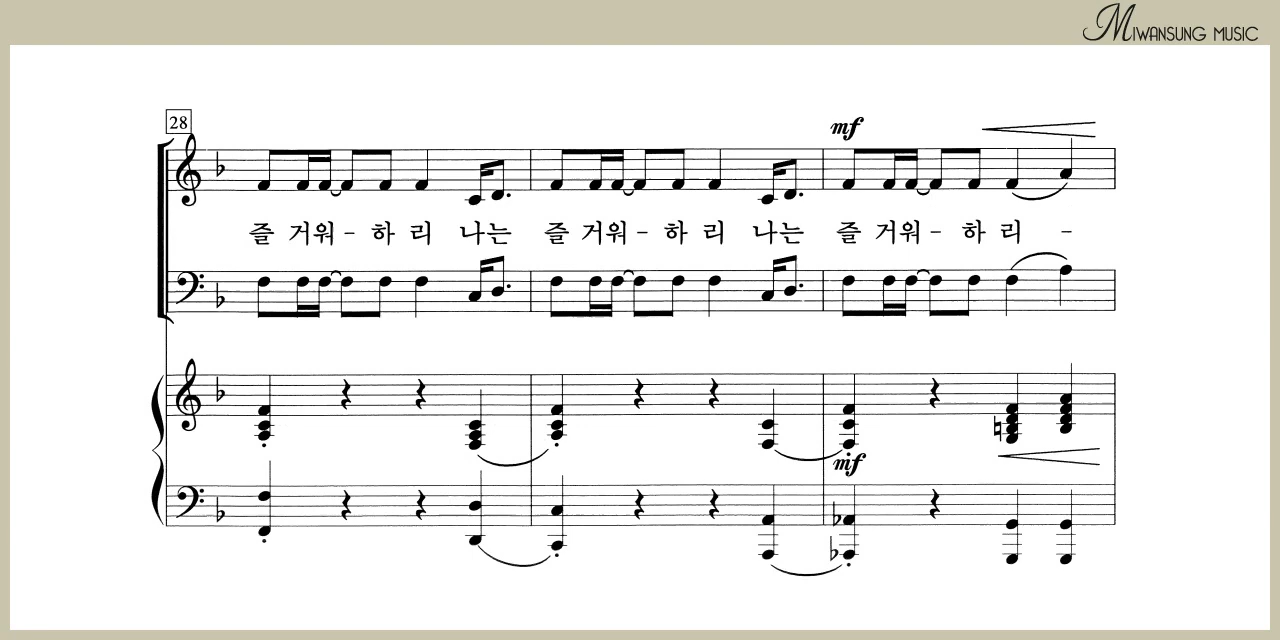 MIWANSUNG MUSIC
28
mf
즐 거워 - 하 리 나는 즐 거워 - 하 리 나는 즐 거워 - 하 리 -
mf